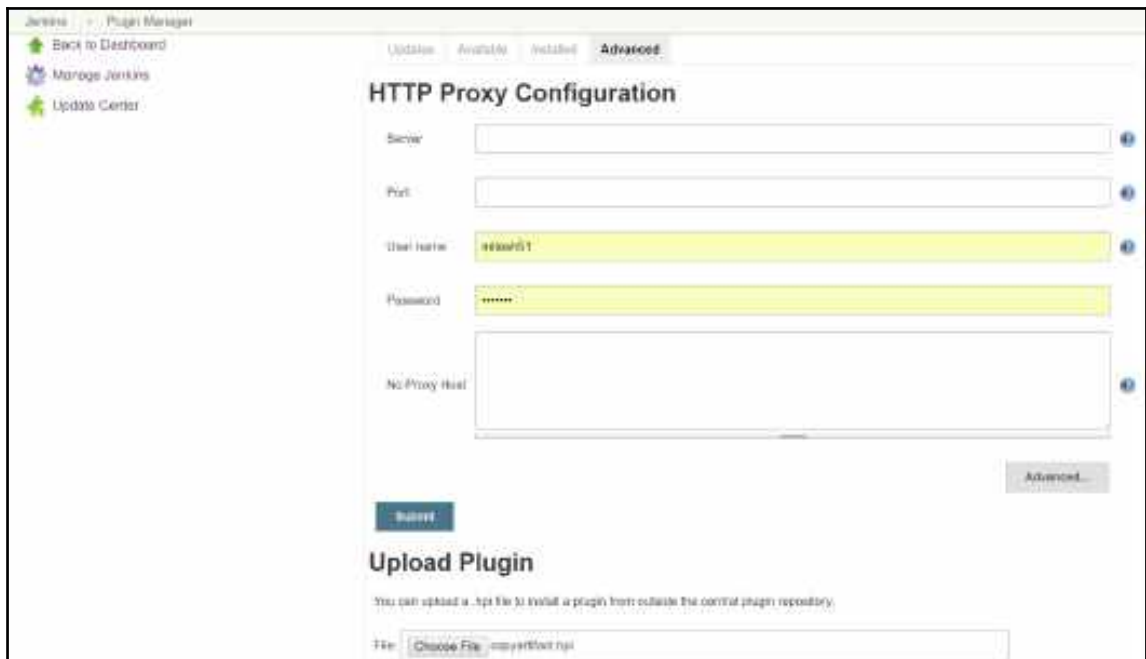 Jenkins Plugin Manager
Back to Dashboard
Manage Jenkins
Update Center
Updates Available Installed Advanced
HTTP Proxy Configuration
Server
Port
User name
Password •••••••
No Proxy Host
Advanced...
Submit
Upload Plugin
You can upload a .hpi file to install a plugin from outside the central plugin repository.
File: Choose File copyartifact.hpi